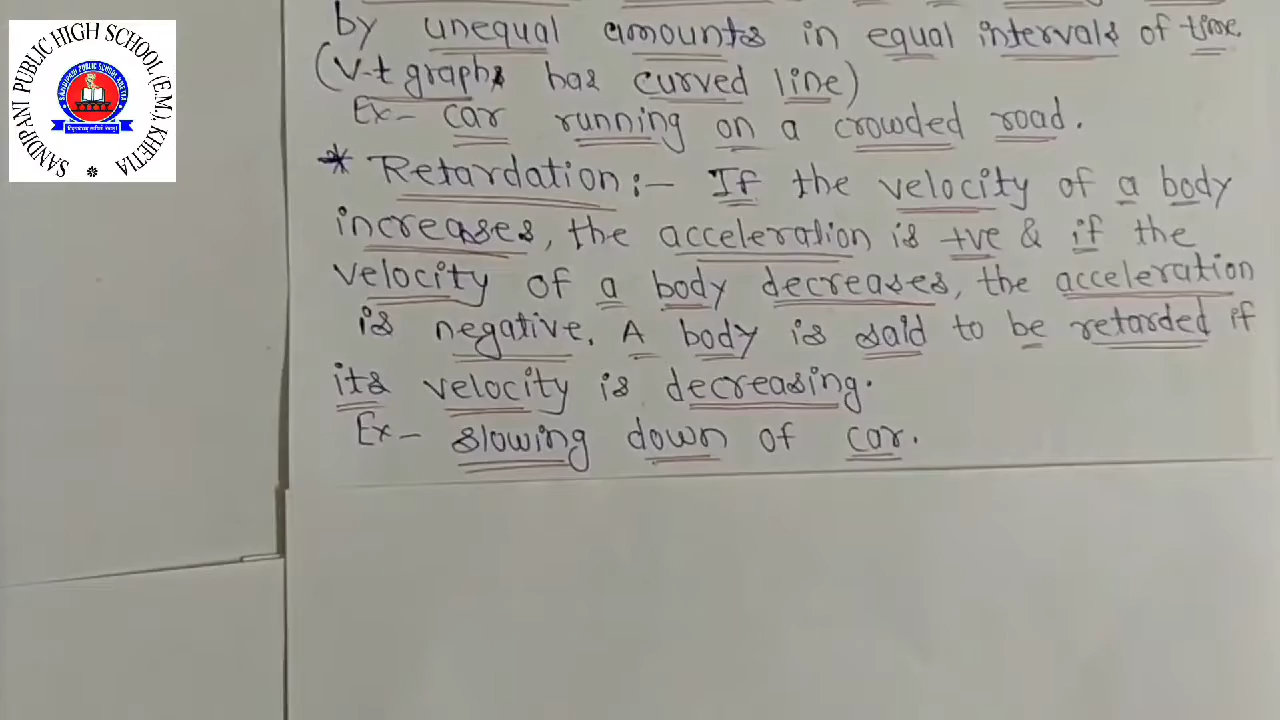 SANDIPANI PUBLIC HIGH SCHOOL (E.M.), KHETIA
by unequal amounts in equal intervals of time.
(v-t graphs has curved line)
Ex- car running on a crowded road.
* Retardation :- If the velocity of a body
increases, the acceleration is +ve & if the
velocity of a body decreases, the acceleration
is negative. A body is said to be retarded if
its velocity is decreasing.
Ex- slowing down of car.